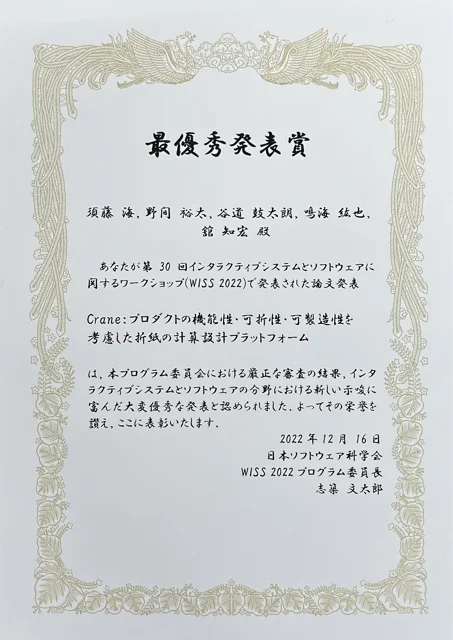 最優秀発表賞
須藤 海, 野間 裕太, 谷道 鼓太朗, 鳴海 紘也,
舘 知宏 殿
あなたが第 30 回インタラクティブシステムとソフトウェアに
関するワークショップ(WISS 2022)で発表された論文発表
Crane:プロダクトの機能性・可折性・可製造性を
考慮した折紙の計算設計プラットフォーム
は, 本プログラム委員会における厳正な審査の結果, インタ
ラクティブシステムとソフトウェアの分野における新しい示唆に
富んだ大変優秀な発表と認められました. よってその栄誉を
讃え, ここに表彰いたします.
2022 年 12 月 16 日
日本ソフトウェア科学会
WISS 2022 プログラム委員長
志築 文太郎